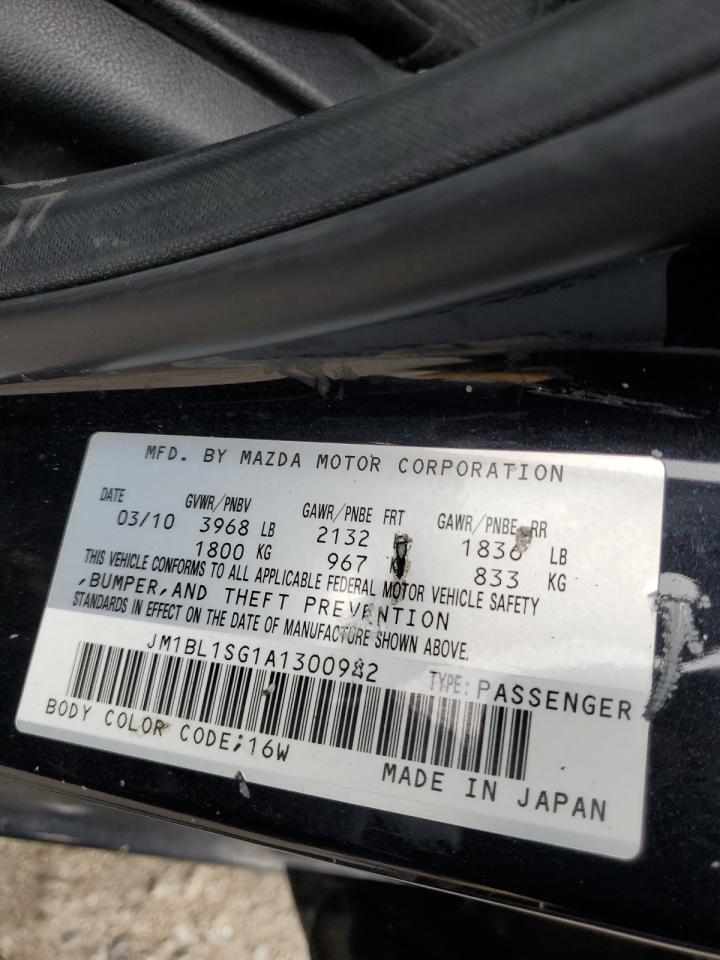 MFD. BY MAZDA MOTOR CORPORATION
DATE GVWR/PNBV GAWR/PNBE FRT GAWR/PNBE RR
03/10 3968 LB 2132 1836 LB
1800 KG 967 K 833 KG
THIS VEHICLE CONFORMS TO ALL APPLICABLE FEDERAL MOTOR VEHICLE SAFETY
,BUMPER,AND THEFT PREVENTION
STANDARDS IN EFFECT ON THE DATE OF MANUFACTURE SHOWN ABOVE.
JM1BL1SG1A1300982 TYPE: PASSENGER
BODY COLOR CODE;16W
MADE IN JAPAN